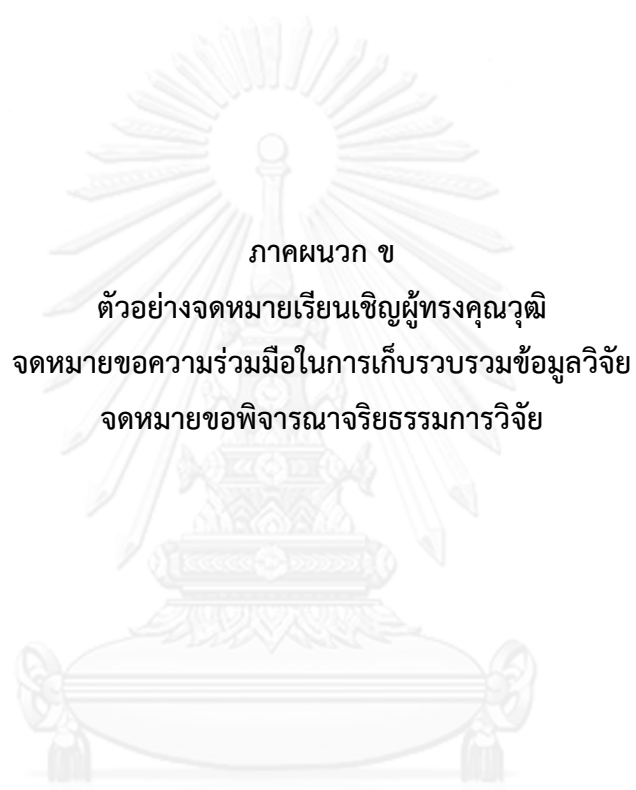 ภาคผนวก ข
ตัวอย่างจดหมายเรียนเชิญผู้ทรงคุณวุฒิ
จดหมายขอความร่วมมือในการเก็บรวบรวมข้อมูลวิจัย
จดหมายขอพิจารณาจริยธรรมการวิจัย